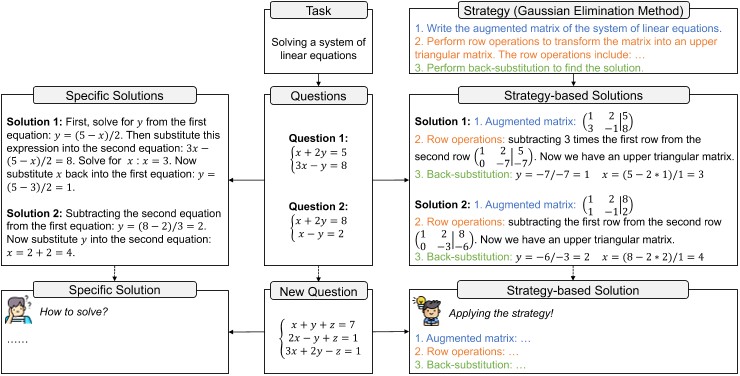 Task
Solving a system of
linear equations
Strategy (Gaussian Elimination Method)
1. Write the augmented matrix of the system of linear equations.
2. Perform row operations to transform the matrix into an upper
triangular matrix. The row operations include: …
3. Perform back-substitution to find the solution.
Specific Solutions
Solution 1: First, solve for y from the first
equation: y = (5 − x)/2. Then substitute this
expression into the second equation: 3x −
(5 − x)/2 = 8. Solve for x : x = 3. Now
substitute x back into the first equation: y =
(5 − 3)/2 = 1.
Solution 2: Subtracting the second equation
from the first equation: y = (8 − 2)/3 = 2.
Now substitute y into the second equation:
x = 2 + 2 = 4.
Questions
Question 1:
{x + 2y = 5
3x − y = 8
Question 2:
{x + 2y = 8
x − y = 2
Strategy-based Solutions
Solution 1: 1. Augmented matrix: (1 2|5
3 −1|8)
2. Row operations: subtracting 3 times the first row from the
second row (1 2|5
0 −7|−7). Now we have an upper triangular matrix.
3. Back-substitution: y = −7/−7 = 1 x = (5 − 2 ∗ 1)/1 = 3
Solution 2: 1. Augmented matrix: (1 2|8
1 −1|2)
2. Row operations: subtracting the first row from the second row
(1 2|8
0 −3|−6). Now we have an upper triangular matrix.
3. Back-substitution: y = −6/−3 = 2 x = (8 − 2 ∗ 2)/1 = 4
Specific Solution
How to solve?
……
New Question
{x + y + z = 7
2x − y + z = 1
3x + 2y − z = 1
Strategy-based Solution
Applying the strategy!
1. Augmented matrix: …
2. Row operations: …
3. Back-substitution: …